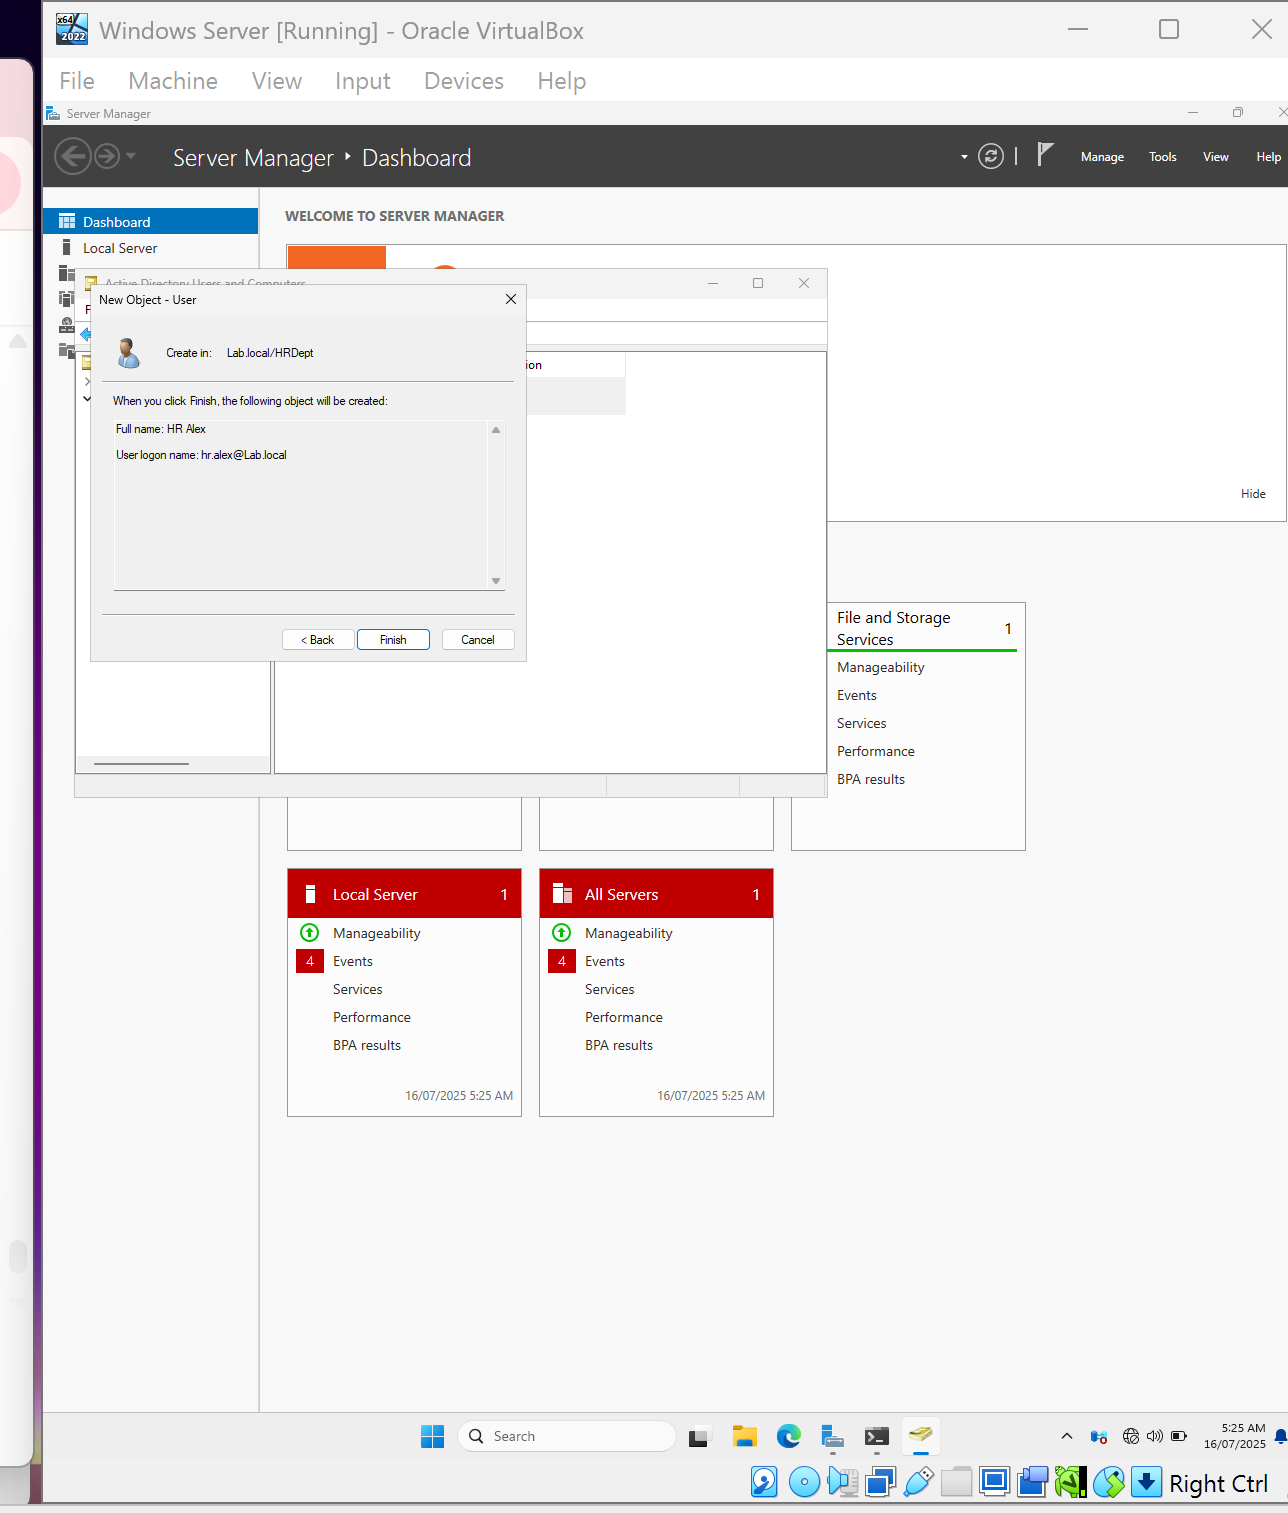 x64
2022
Windows Server [Running] - Oracle VirtualBox
File Machine View Input Devices Help
Server Manager
Server Manager ‣ Dashboard
Manage Tools View Help
Dashboard
Local Server
WELCOME TO SERVER MANAGER
Active Directory Users and Computers
New Object - User
F
Create in: Lab.local/HRDept
ion
When you click Finish, the following object will be created:
Full name: HR Alex
User logon name: hr.alex@Lab.local
Hide
< Back Finish Cancel
File and Storage
Services
1
Manageability
Events
Services
Performance
BPA results
Local Server 1
Manageability
4 Events
Services
Performance
BPA results
16/07/2025 5:25 AM
All Servers 1
Manageability
4 Events
Services
Performance
BPA results
16/07/2025 5:25 AM
Search
5:25 AM
16/07/2025
Right Ctrl